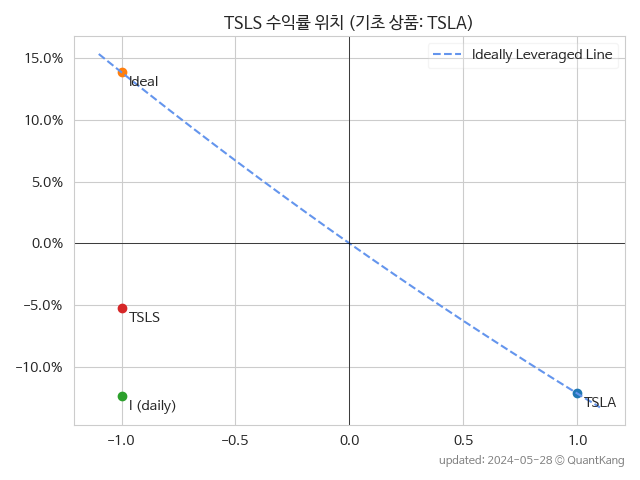 TSLS 수익률 위치 (기초 상품: TSLA)
Ideally Leveraged Line
15.0%
Ideal
10.0%
5.0%
0.0%
−5.0%
TSLS
−10.0%
I (daily)
TSLA
−1.0 −0.5 0.0 0.5 1.0
updated: 2024-05-28 © QuantKang